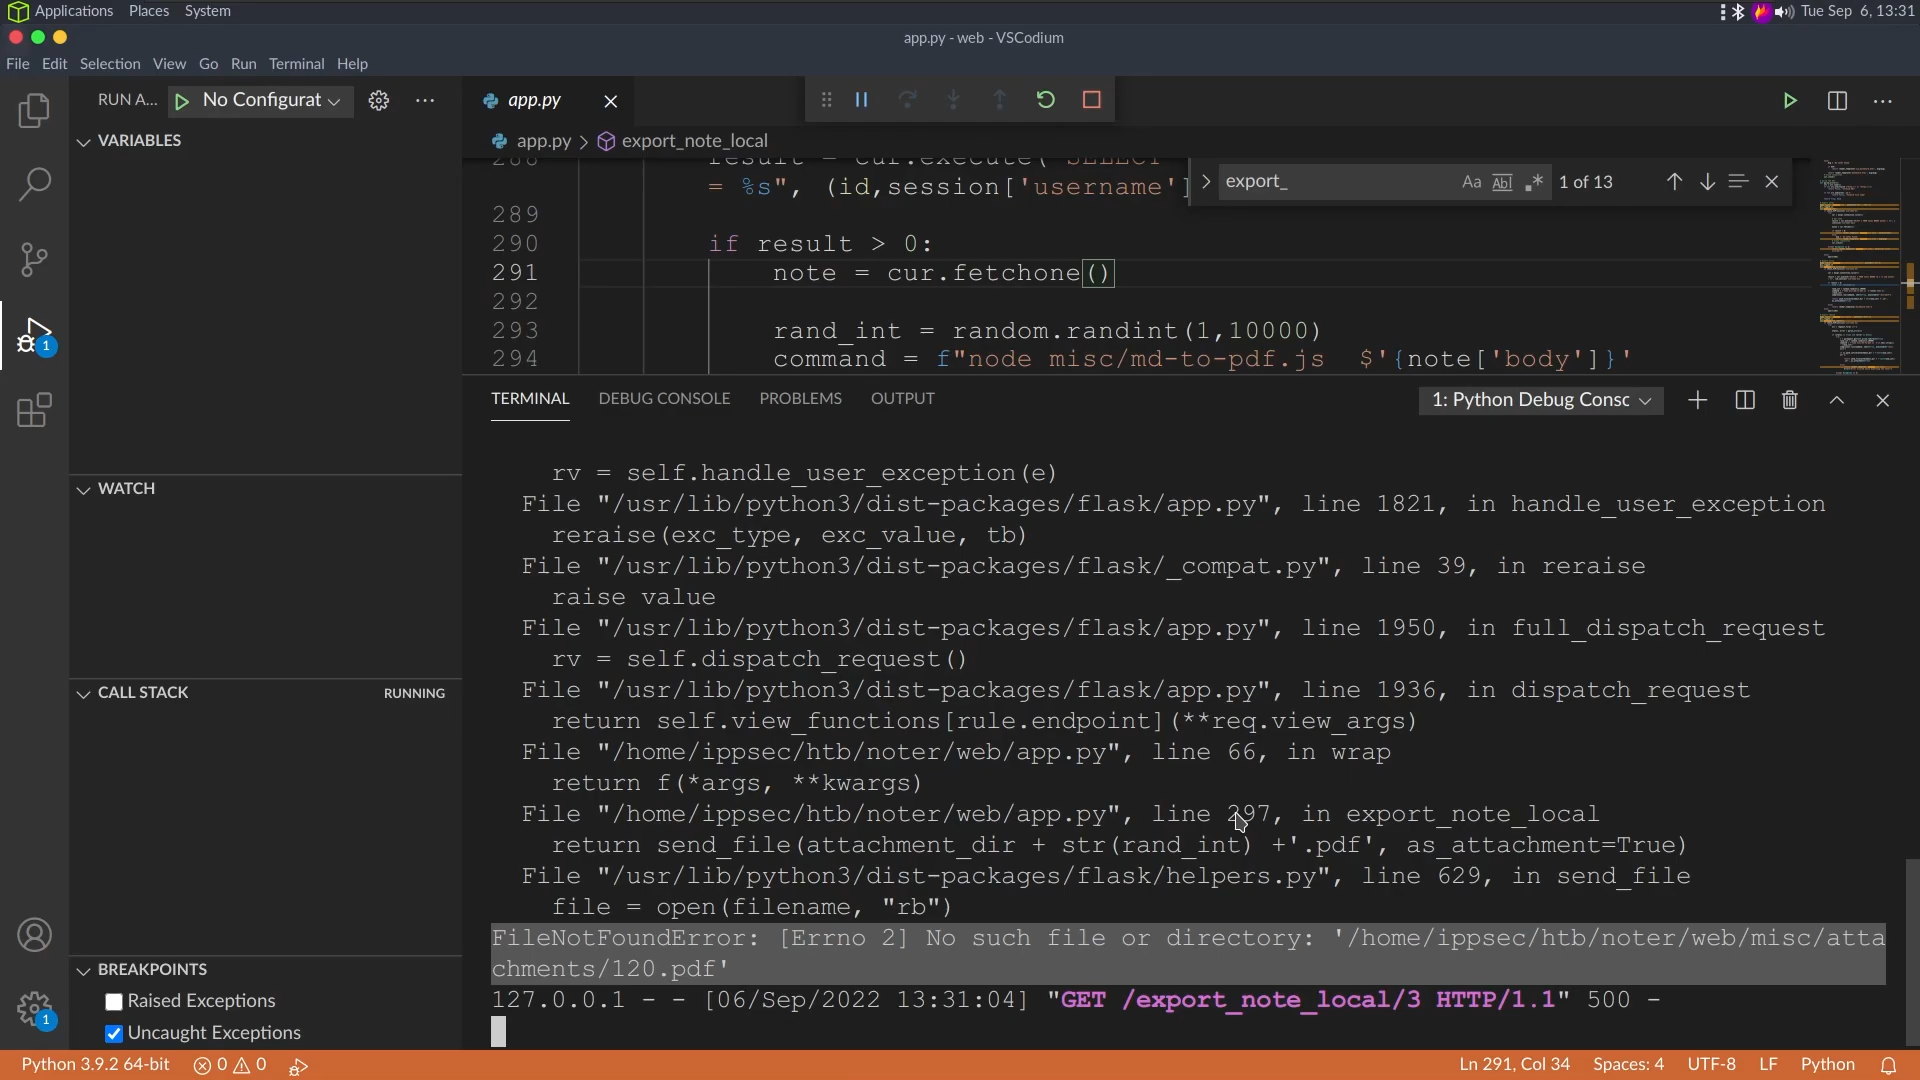 Applications Places System
Tue Sep 6, 13:31
app.py - web - VSCodium
File Edit Selection View Go Run Terminal Help
RUN A... No Configurat
app.py
app.py > export_note_local
VARIABLES
288 result = cur.execute("SELECT
= %s", (id,session['username']
export_
Aa Abl .* 1 of 13
289
290 if result > 0:
291 note = cur.fetchone()
292
293 rand_int = random.randint(1,10000)
294 command = f"node misc/md-to-pdf.js $'{note['body']}'
TERMINAL DEBUG CONSOLE PROBLEMS OUTPUT
1: Python Debug Consc
rv = self.handle_user_exception(e)
File "/usr/lib/python3/dist-packages/flask/app.py", line 1821, in handle_user_exception
reraise(exc_type, exc_value, tb)
File "/usr/lib/python3/dist-packages/flask/_compat.py", line 39, in reraise
raise value
File "/usr/lib/python3/dist-packages/flask/app.py", line 1950, in full_dispatch_request
rv = self.dispatch_request()
File "/usr/lib/python3/dist-packages/flask/app.py", line 1936, in dispatch_request
return self.view_functions[rule.endpoint](**req.view_args)
File "/home/ippsec/htb/noter/web/app.py", line 66, in wrap
return f(*args, **kwargs)
File "/home/ippsec/htb/noter/web/app.py", line 297, in export_note_local
return send_file(attachment_dir + str(rand_int) +'.pdf', as_attachment=True)
File "/usr/lib/python3/dist-packages/flask/helpers.py", line 629, in send_file
file = open(filename, "rb")
FileNotFoundError: [Errno 2] No such file or directory: '/home/ippsec/htb/noter/web/misc/atta
chments/120.pdf'
127.0.0.1 - - [06/Sep/2022 13:31:04] "GET /export_note_local/3 HTTP/1.1" 500 -
WATCH
CALL STACK RUNNING
BREAKPOINTS
Raised Exceptions
Uncaught Exceptions
1
1
Python 3.9.2 64-bit 0 0
Ln 291, Col 34 Spaces: 4 UTF-8 LF Python